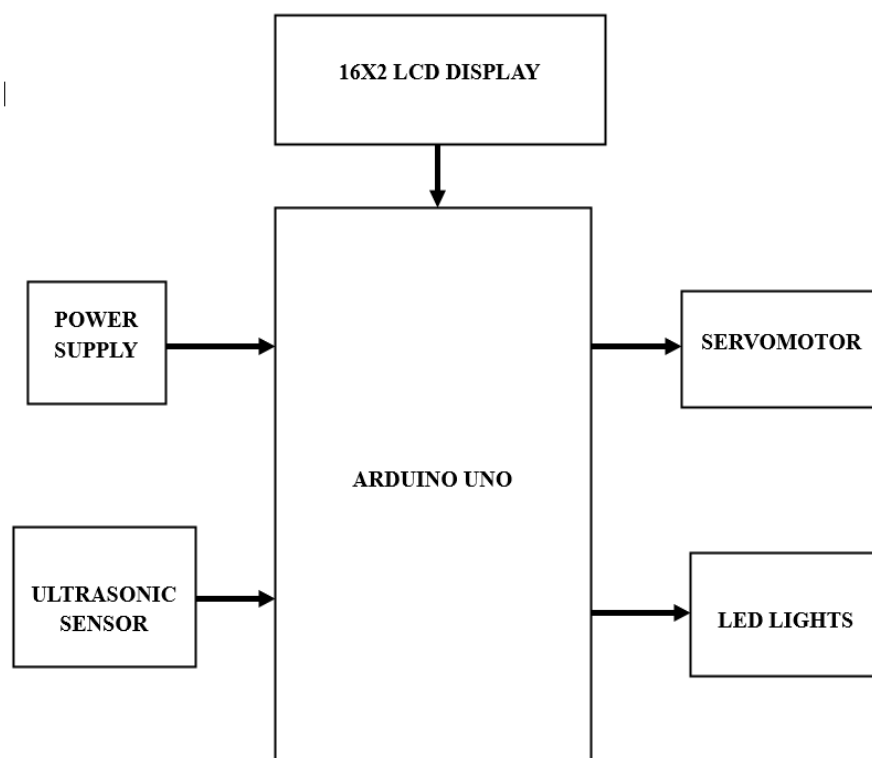 16X2 LCD DISPLAY
POWER
SUPPLY
SERVOMOTOR
ARDUINO UNO
ULTRASONIC
SENSOR
LED LIGHTS